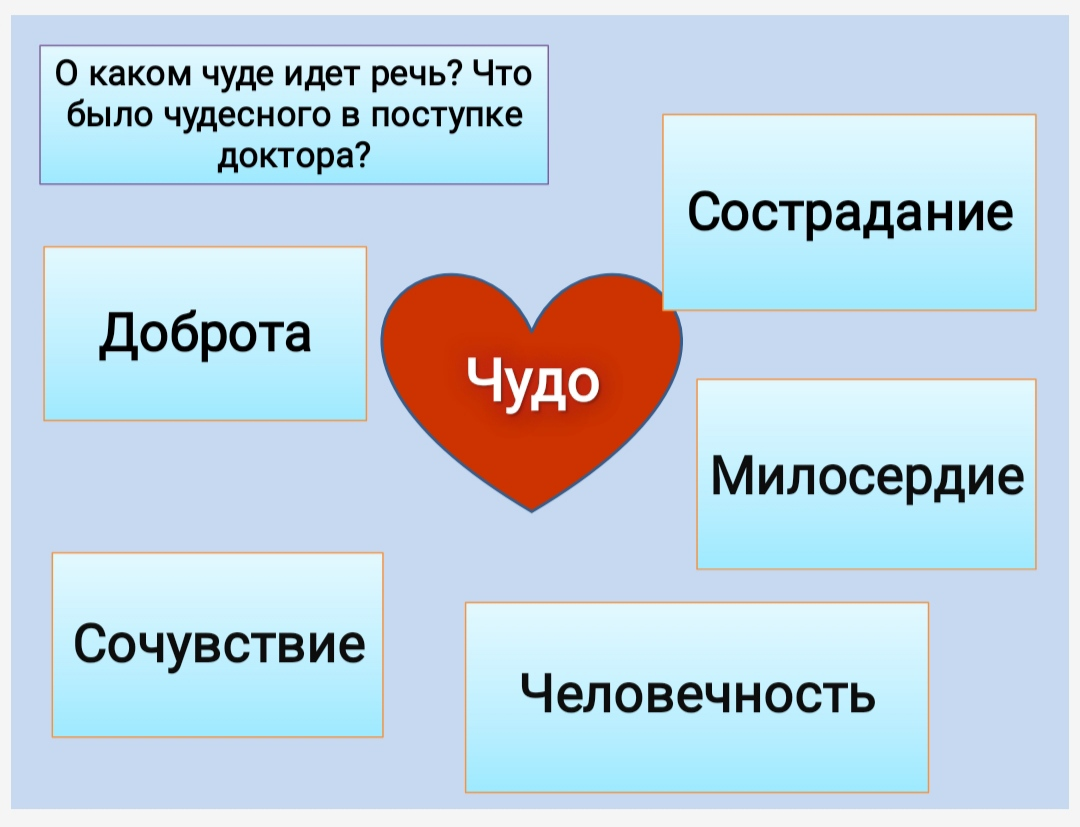 О каком чуде идет речь? Что
было чудесного в поступке
доктора?
Сострадание
Доброта
Чудо
Милосердие
Сочувствие
Человечность